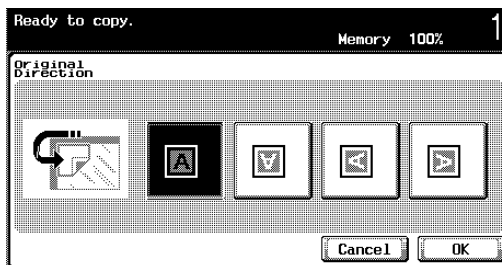 Ready to copy.
Memory 100% 1
Original
Direction
A A A A
Cancel OK